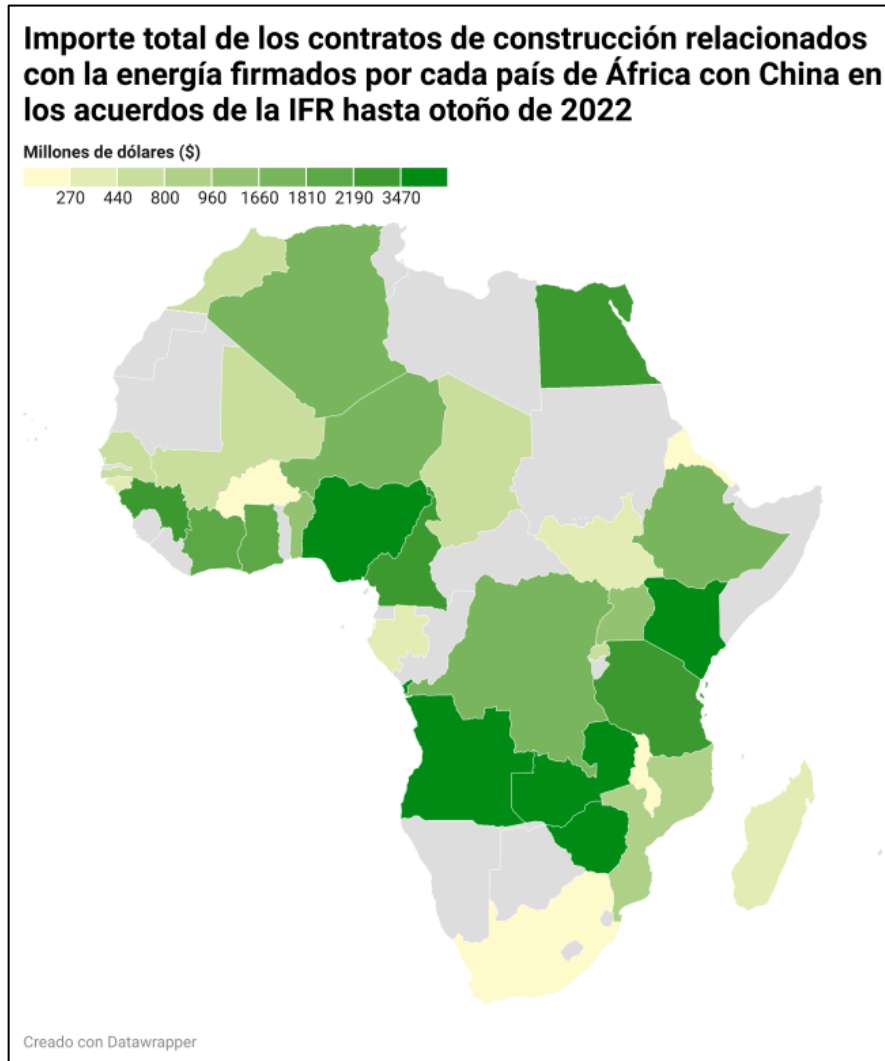 Importe total de los contratos de construcción relacionados
con la energía firmados por cada país de África con China en
los acuerdos de la IFR hasta otoño de 2022
Millones de dólares ($)
270 440 800 960 1660 1810 2190 3470
Creado con Datawrapper